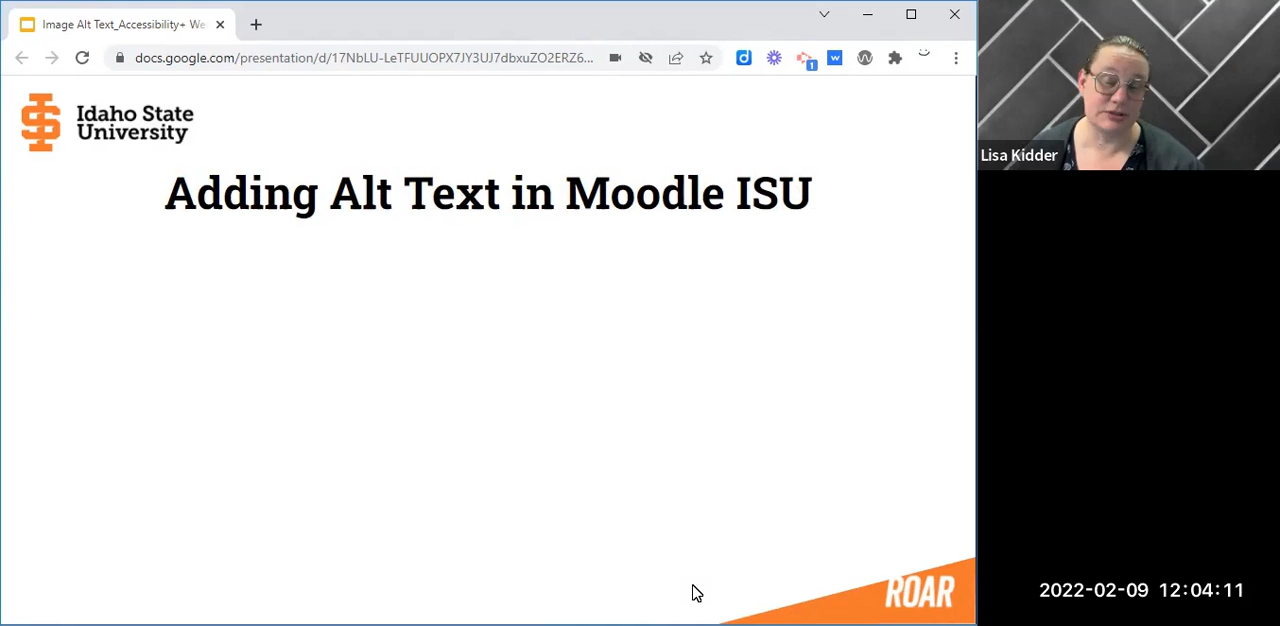 Image Alt Text_Accessibility+ We
docs.google.com/presentation/d/17NbLU-LeTFUUOPX7JY3UJ7dbxuZO2ERZ6...
1
Idaho State
University
Adding Alt Text in Moodle ISU
ROAR
Lisa Kidder
2022-02-09 12:04:11